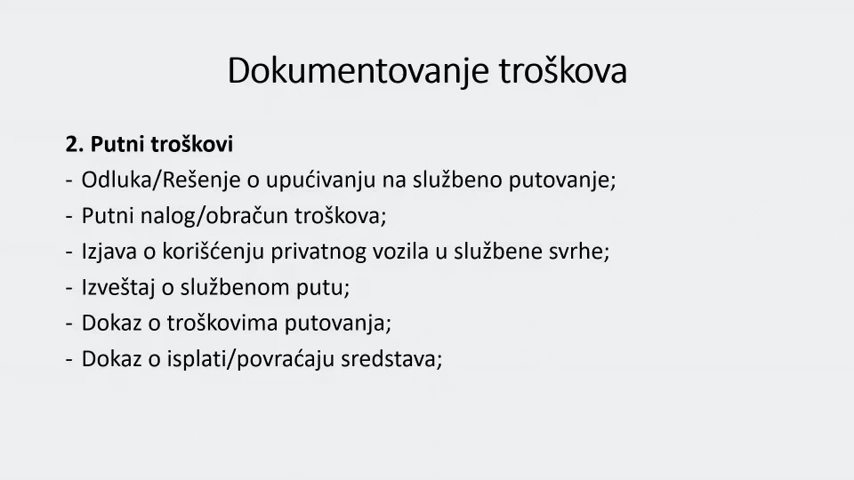 Dokumentovanje troškova
2. Putni troškovi
- Odluka/Rešenje o upućivanju na službeno putovanje;
- Putni nalog/obračun troškova;
- Izjava o korišćenju privatnog vozila u službene svrhe;
- Izveštaj o službenom putu;
- Dokaz o troškovima putovanja;
- Dokaz o isplati/povraćaju sredstava;